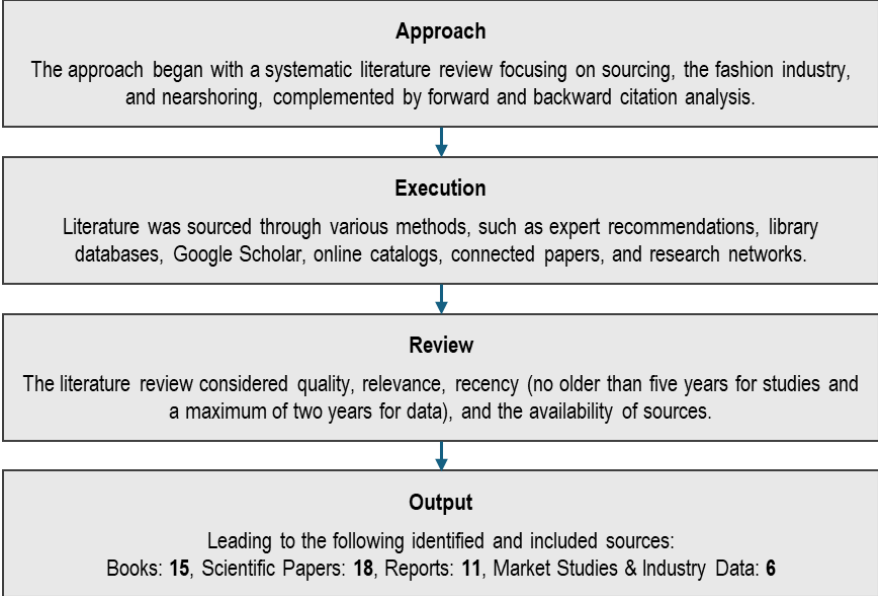 Approach
The approach began with a systematic literature review focusing on sourcing, the fashion industry,
and nearshoring, complemented by forward and backward citation analysis.
Execution
Literature was sourced through various methods, such as expert recommendations, library
databases, Google Scholar, online catalogs, connected papers, and research networks.
Review
The literature review considered quality, relevance, recency (no older than five years for studies and
a maximum of two years for data), and the availability of sources.
Output
Leading to the following identified and included sources:
Books: 15, Scientific Papers: 18, Reports: 11, Market Studies & Industry Data: 6